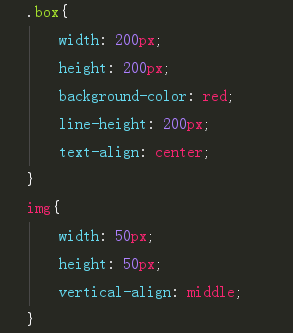 .box{
    width: 200px;
    height: 200px;
    background-color: red;
    line-height: 200px;
    text-align: center;
}
img{
    width: 50px;
    height: 50px;
    vertical-align: middle;
}